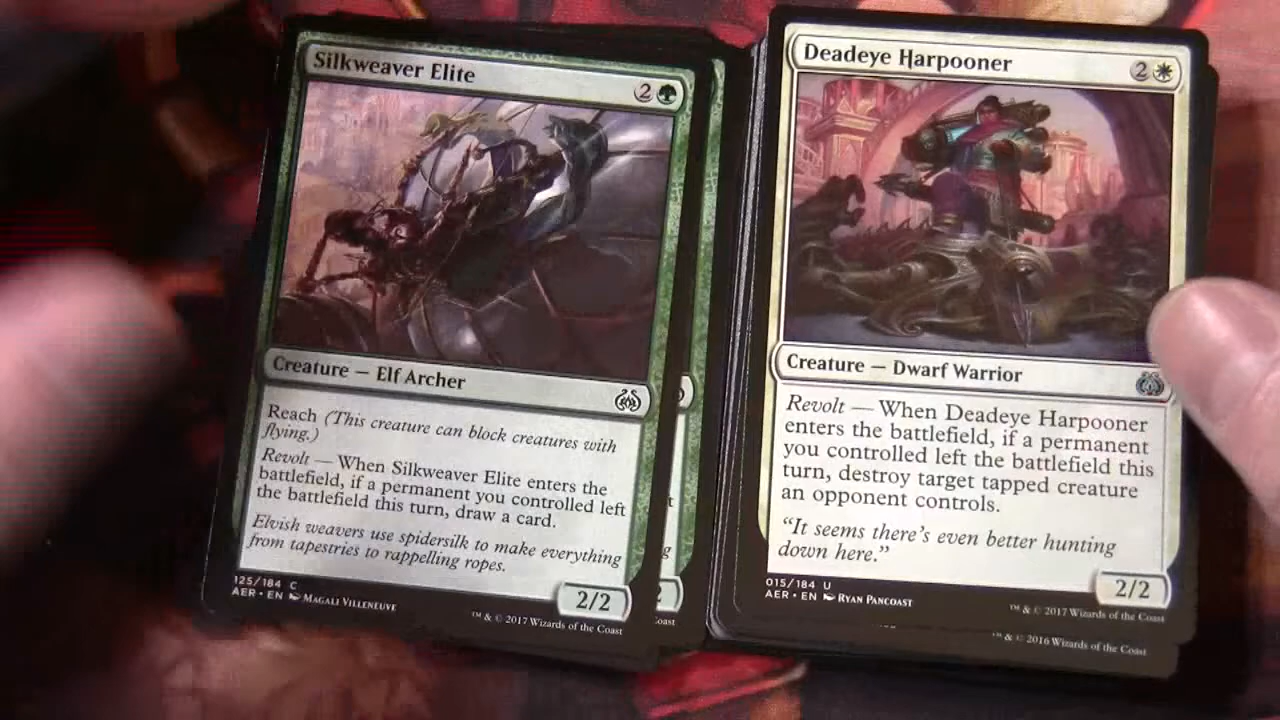 Silkweaver Elite
2
Creature — Elf Archer
Reach (This creature can block creatures with
flying.)
Revolt — When Silkweaver Elite enters the
battlefield, if a permanent you controlled left
the battlefield this turn, draw a card.
Elvish weavers use spidersilk to make everything
from tapestries to rappelling ropes.
125/184 C
AER • EN MAGALI VILLENEUVE
2/2
™ & © 2017 Wizards of the Coast
Deadeye Harpooner
2
Creature — Dwarf Warrior
Revolt — When Deadeye Harpooner
enters the battlefield, if a permanent
you controlled left the battlefield this
turn, destroy target tapped creature
an opponent controls.
“It seems there's even better hunting
down here.”
015/184 U
AER • EN RYAN PANCOAST
2/2
™ & © 2017 Wizards of the Coast
™ & © 2016 Wizards of the Coast